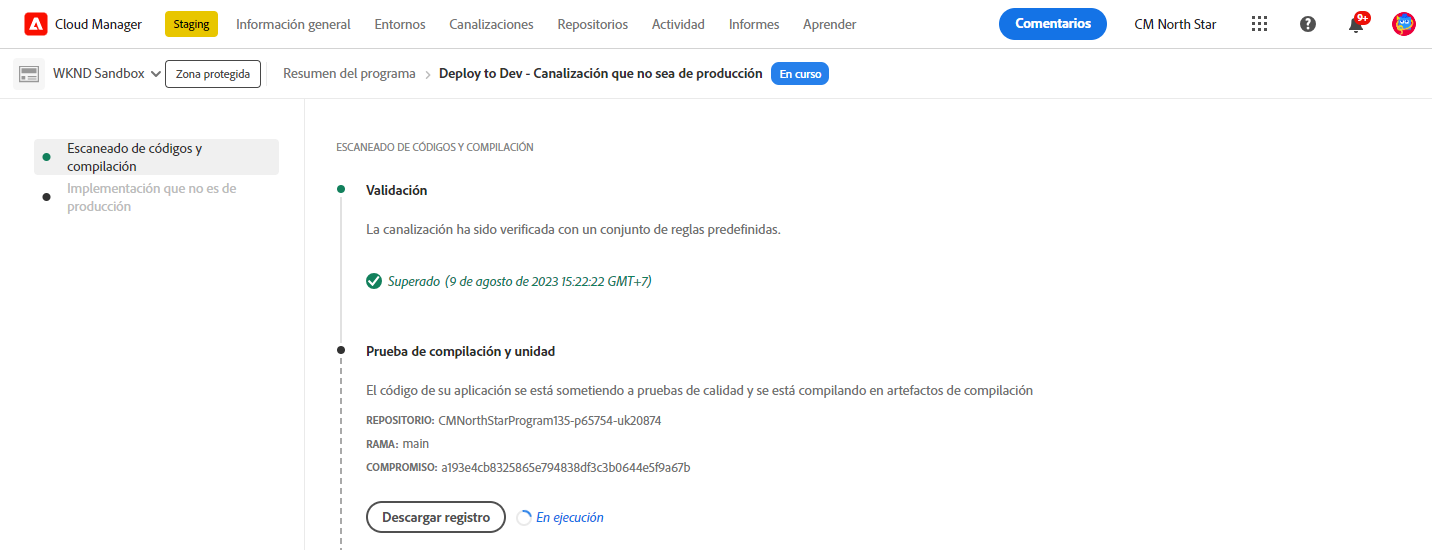 Cloud Manager
Staging
Información general
Entornos
Canalizaciones
Repositorios
Actividad
Informes
Aprender
Comentarios
CM North Star
?
9+
WKND Sandbox
Zona protegida
Resumen del programa
Deploy to Dev - Canalización que no sea de producción
En curso
Escaneado de códigos y
compilación
Implementación que no es de
producción
ESCANEADO DE CÓDIGOS Y COMPILACIÓN
Validación
La canalización ha sido verificada con un conjunto de reglas predefinidas.
Superado (9 de agosto de 2023 15:22:22 GMT+7)
Prueba de compilación y unidad
El código de su aplicación se está sometiendo a pruebas de calidad y se está compilando en artefactos de compilación
REPOSITORIO: CMNorthStarProgram135-p65754-uk20874
RAMA: main
COMPROMISO: a193e4cb8325865e794838df3c3b0644e5f9a67b
Descargar registro
En ejecución